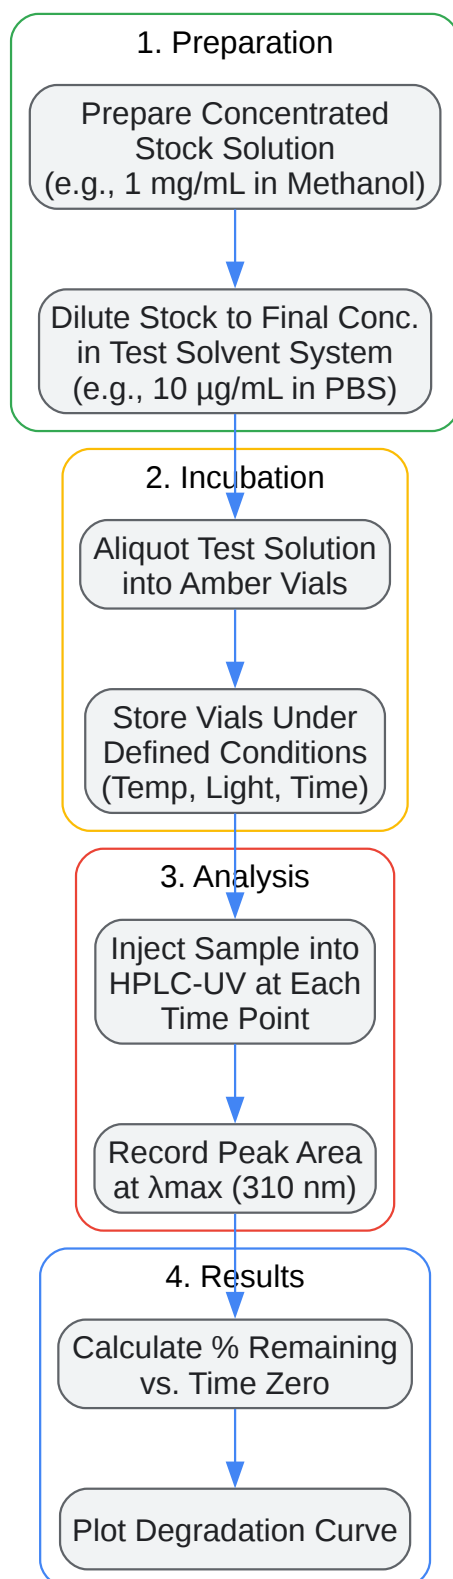 1. Preparation
Prepare Concentrated
Stock Solution
(e.g., 1 mg/mL in Methanol)
Dilute Stock to Final Conc.
in Test Solvent System
(e.g., 10 µg/mL in PBS)
2. Incubation
Aliquot Test Solution
into Amber Vials
Store Vials Under
Defined Conditions
(Temp, Light, Time)
3. Analysis
Inject Sample into
HPLC-UV at Each
Time Point
Record Peak Area
at λmax (310 nm)
4. Results
Calculate % Remaining
vs. Time Zero
Plot Degradation Curve